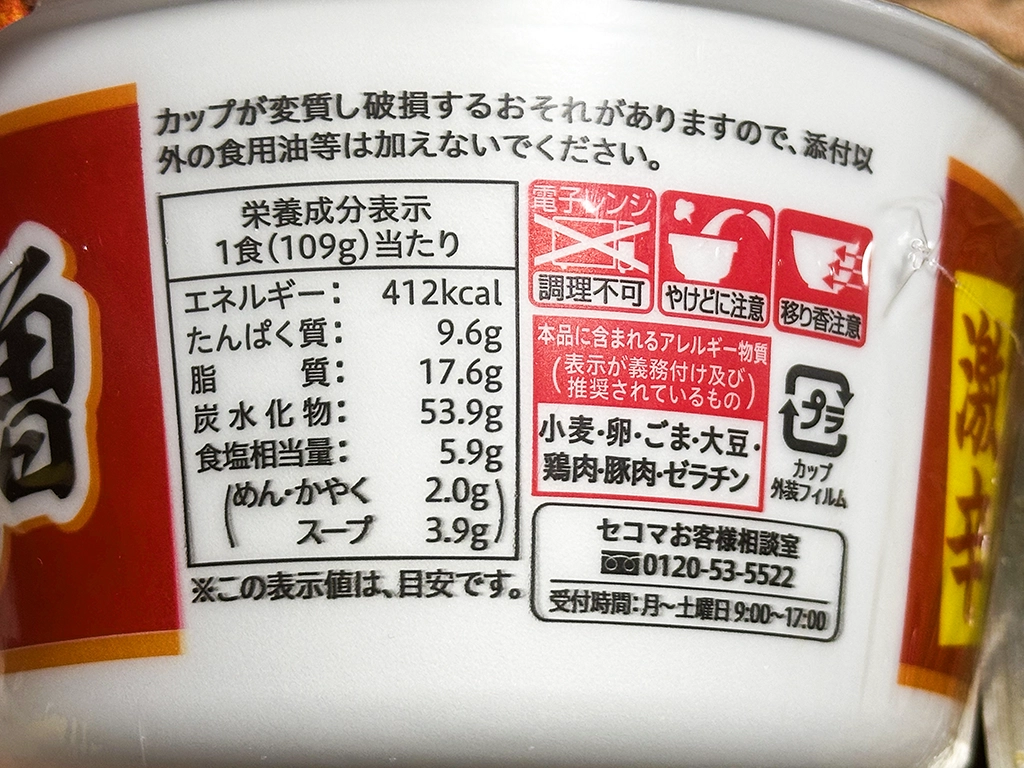 カップが変質し破損するおそれがありますので、添付以
外の食用油等は加えないでください。
栄養成分表示
1食(109g)当たり
エネルギー: 412kcal
たんぱく質: 9.6g
脂質: 17.6g
炭水化物: 53.9g
食塩相当量: 5.9g
(めん・かやく 2.0g
スープ 3.9g)
※この表示値は、目安です。
電子レンジ
調理不可
やけどに注意
移り香注意
本品に含まれるアレルギー物質
(表示が義務付け及び
推奨されているもの)
小麦・卵・ごま・大豆・
鶏肉・豚肉・ゼラチン
プラ
カップ
外装フィルム
セコマお客様相談室
0120-53-5522
受付時間:月～土曜日 9:00～17:00
激辛